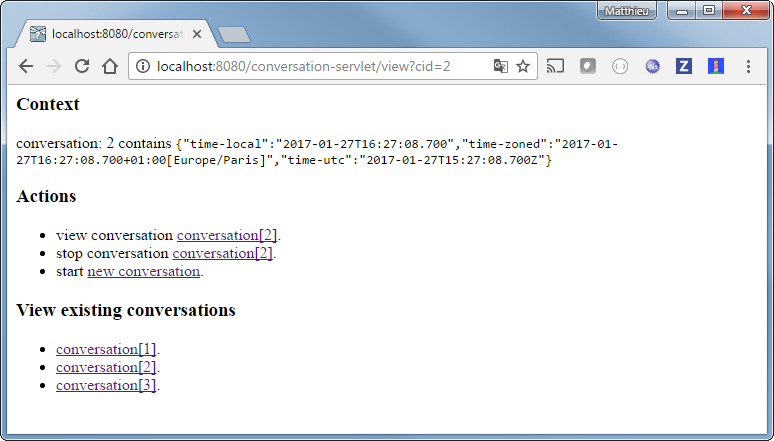 Matthieu
localhost:8080/conversat
localhost:8080/conversation-servlet/view?cid=2
Context
conversation: 2 contains {"time-local":"2017-01-27T16:27:08.700","time-zoned":"2017-01-
27T16:27:08.700+01:00[Europe/Paris]","time-utc":"2017-01-27T15:27:08.700Z"}
Actions
view conversation conversation[2].
stop conversation conversation[2].
start new conversation.
View existing conversations
conversation[1].
conversation[2].
conversation[3].